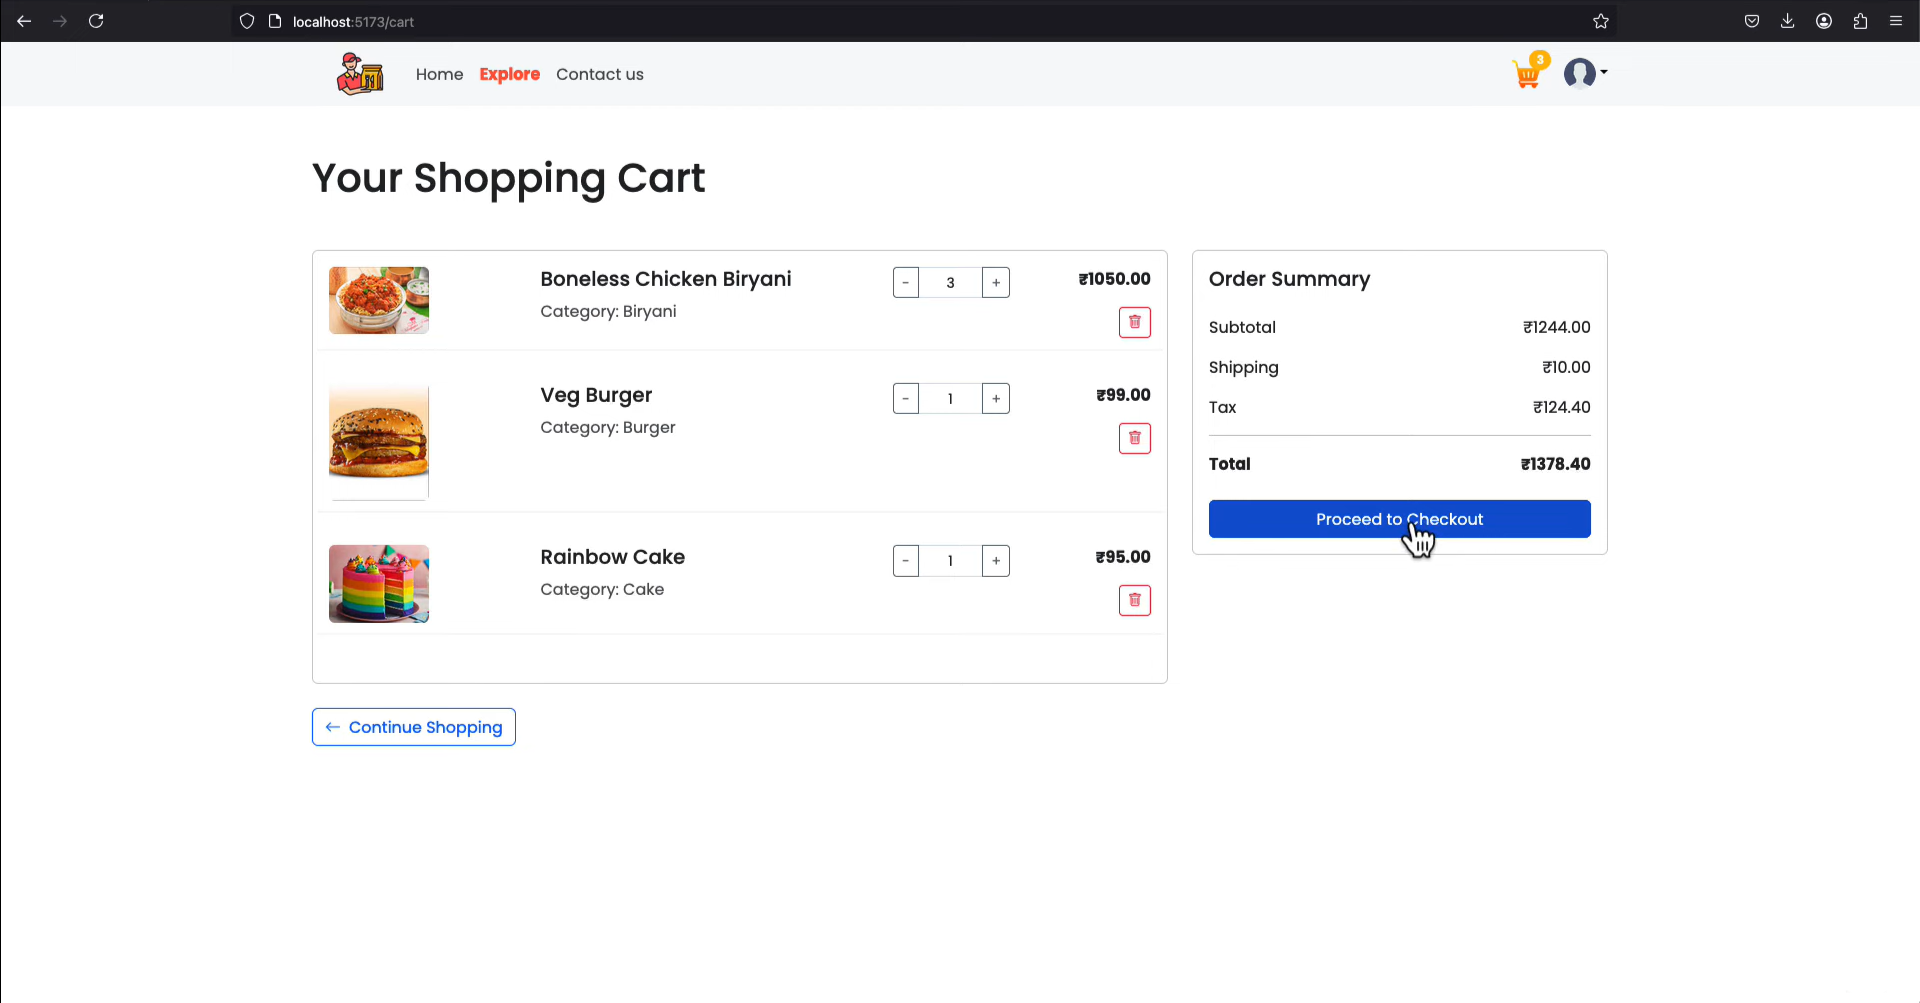 localhost:5173/cart
Home Explore Contact us
3
Your Shopping Cart
Boneless Chicken Biryani
Category: Biryani
- 3 +
₹1050.00
Veg Burger
Category: Burger
- 1 +
₹99.00
Rainbow Cake
Category: Cake
- 1 +
₹95.00
← Continue Shopping
Order Summary
Subtotal ₹1244.00
Shipping ₹10.00
Tax ₹124.40
Total ₹1378.40
Proceed to Checkout